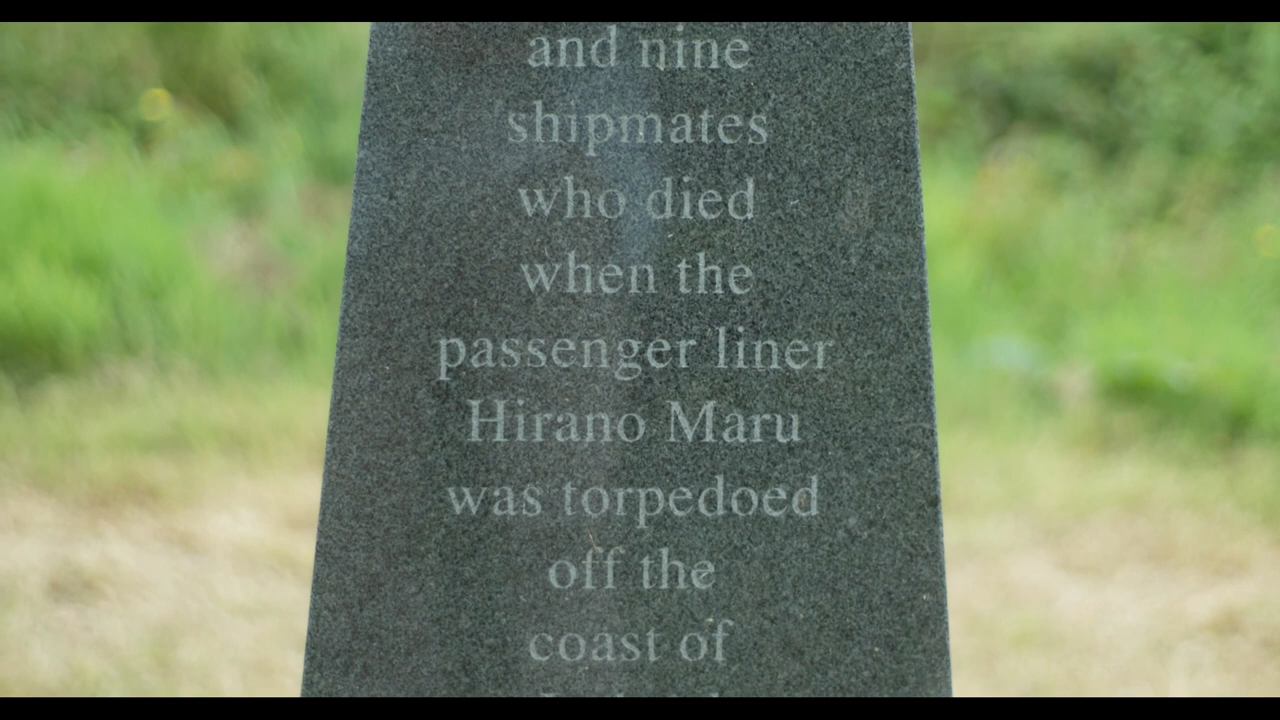 and nine
shipmates
who died
when the
passenger liner
Hirano Maru
was torpedoed
off the
coast of